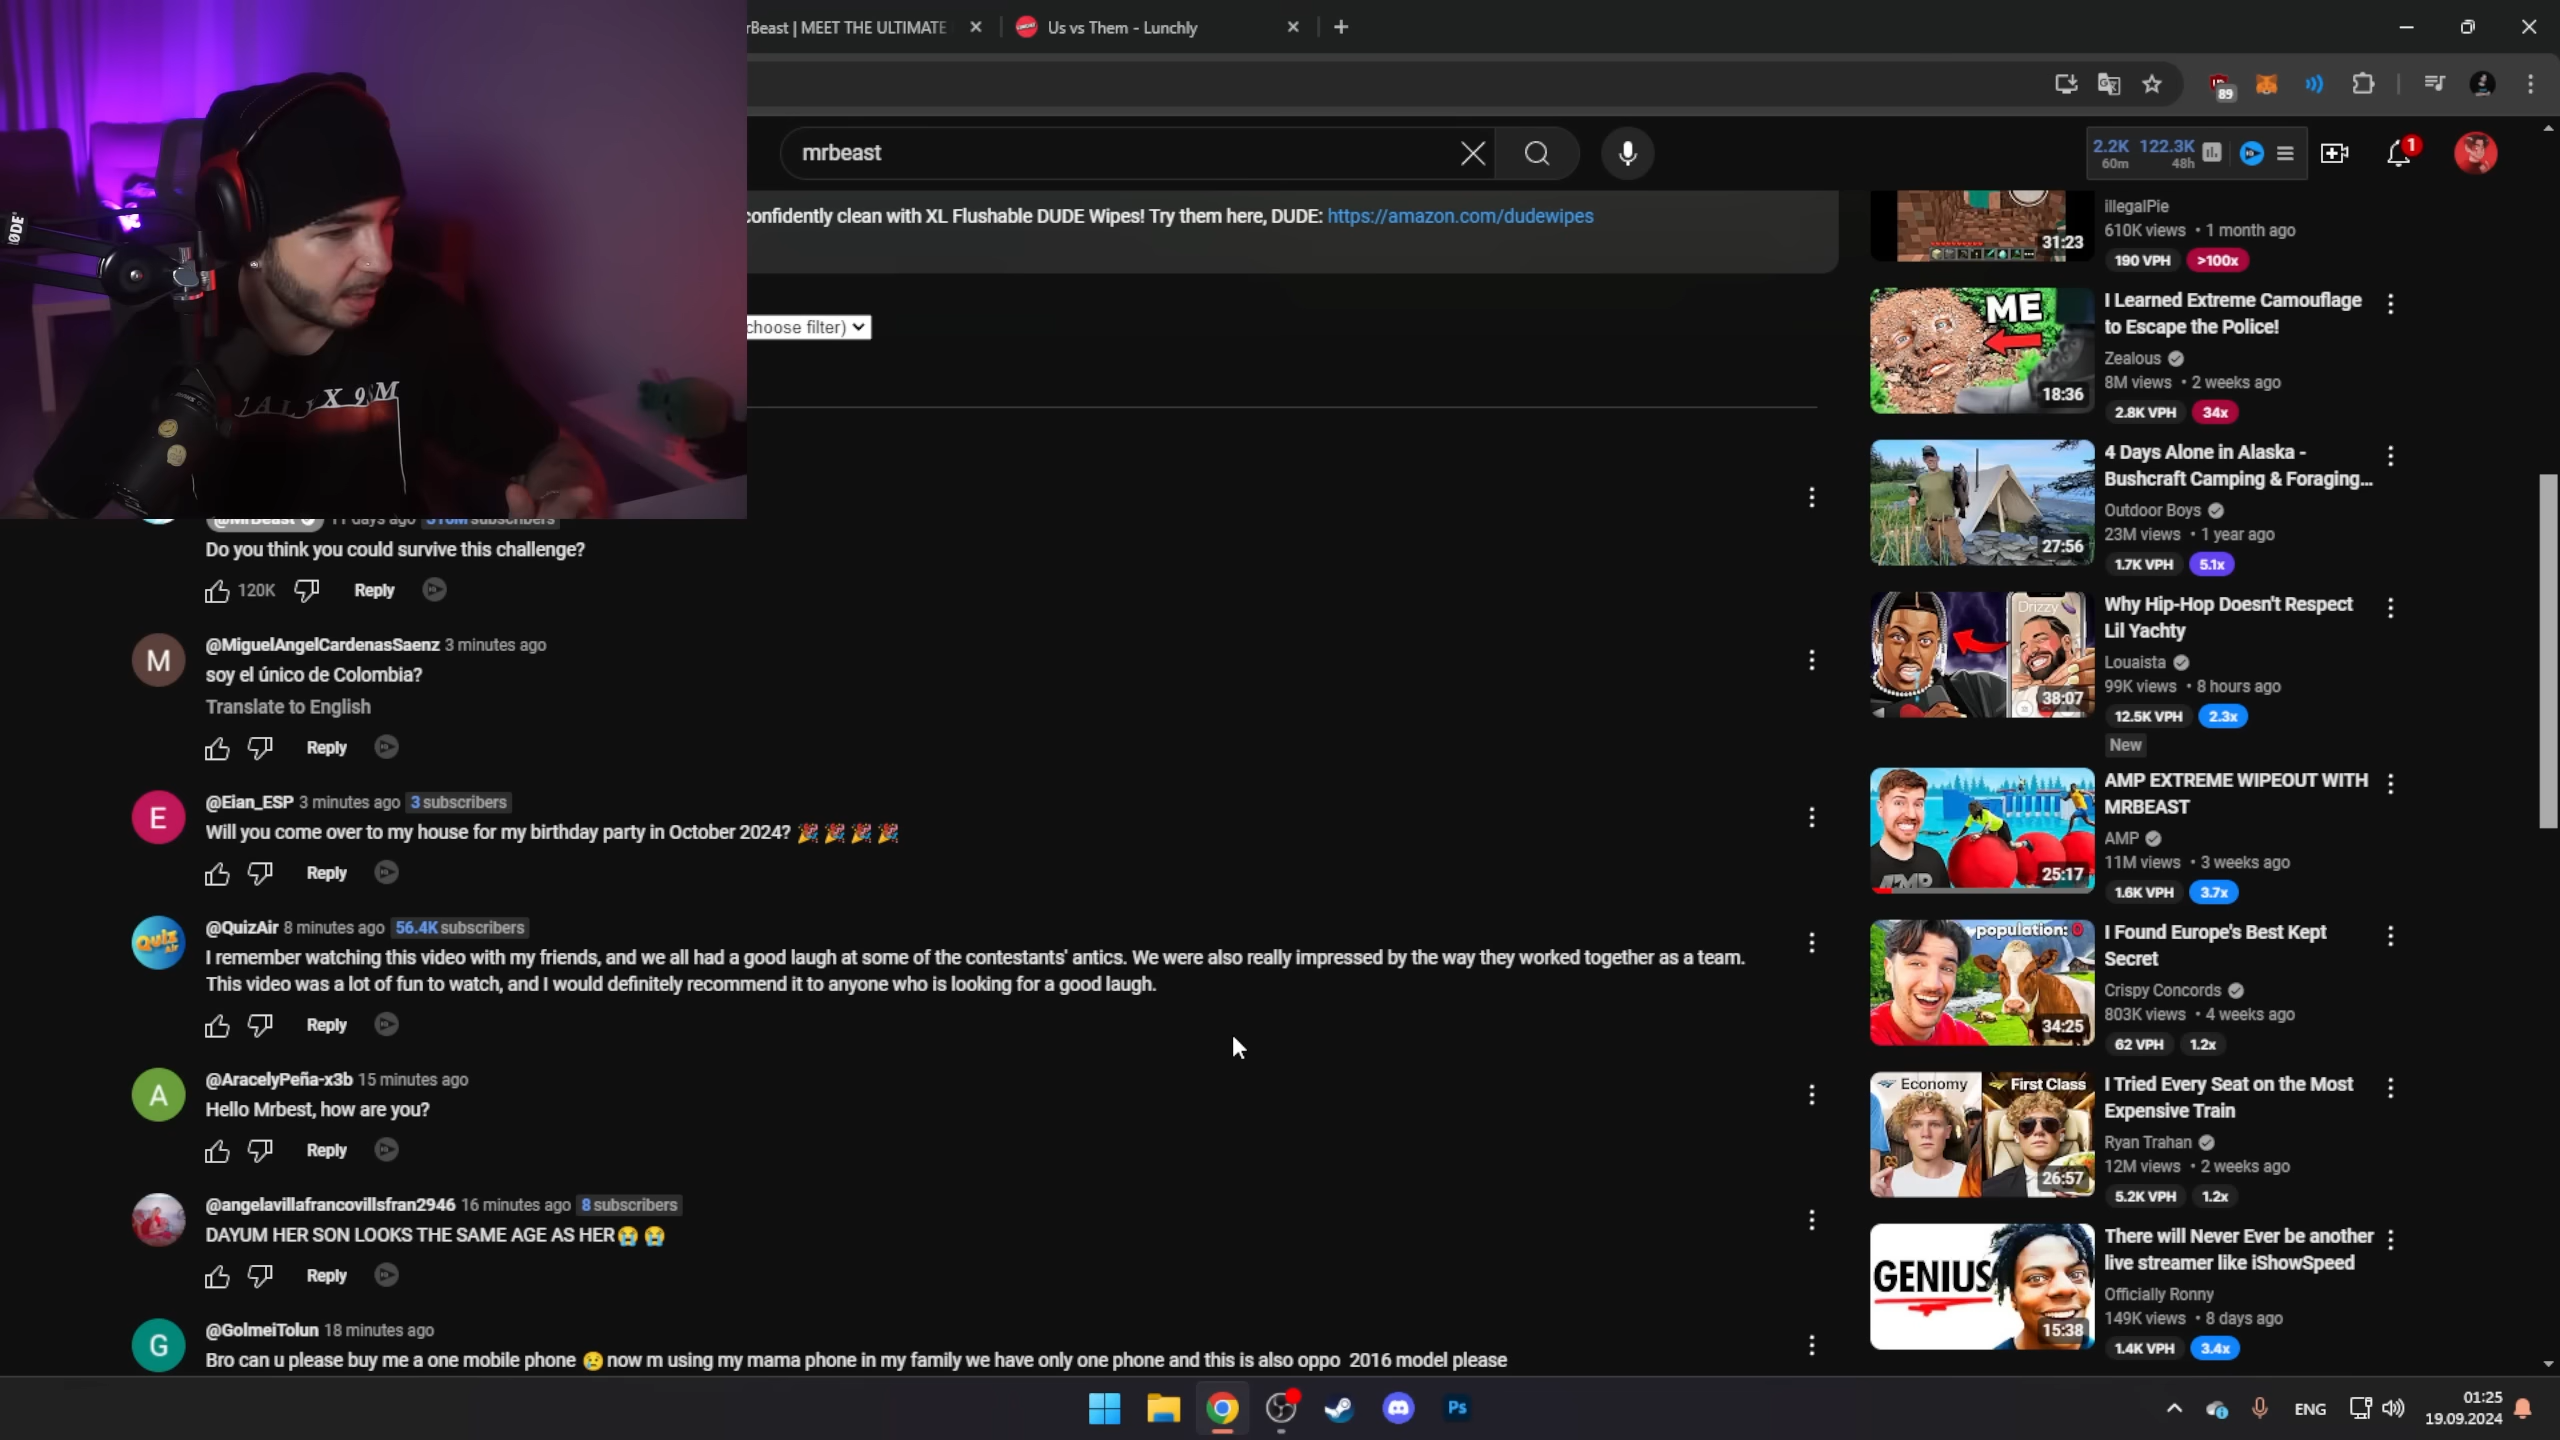 rBeast | MEET THE ULTIMATE
Us vs Them - Lunchly
89
mrbeast
2.2K 122.3K
60m 48h
1
confidently clean with XL Flushable DUDE Wipes! Try them here, DUDE: https://amazon.com/dudewipes
choose filter)
RØDE
@MrBeast 11 days ago 316M subscribers
Do you think you could survive this challenge?
120K Reply
M
@MiguelAngelCardenasSaenz 3 minutes ago
soy el único de Colombia?
Translate to English
Reply
E
@Eian_ESP 3 minutes ago 3 subscribers
Will you come over to my house for my birthday party in October 2024? 🎉 🎉 🎉 🎉
Reply
Quiz Air
@QuizAir 8 minutes ago 56.4K subscribers
I remember watching this video with my friends, and we all had a good laugh at some of the contestants' antics. We were also really impressed by the way they worked together as a team.
This video was a lot of fun to watch, and I would definitely recommend it to anyone who is looking for a good laugh.
Reply
A
@AracelyPeña-x3b 15 minutes ago
Hello Mrbest, how are you?
Reply
@angelavillafrancovillsfran2946 16 minutes ago 8 subscribers
DAYUM HER SON LOOKS THE SAME AGE AS HER😭 😭
Reply
G
@GolmeiTolun 18 minutes ago
Bro can u please buy me a one mobile phone 😢 now m using my mama phone in my family we have only one phone and this is also oppo 2016 model please
31:23
illegalPie
610K views • 1 month ago
190 VPH >100x
ME
18:36
I Learned Extreme Camouflage
to Escape the Police!
Zealous
8M views • 2 weeks ago
2.8K VPH 34x
27:56
4 Days Alone in Alaska -
Bushcraft Camping & Foraging...
Outdoor Boys
23M views • 1 year ago
1.7K VPH 5.1x
Drizzy
38:07
Why Hip-Hop Doesn't Respect
Lil Yachty
Louaista
99K views • 8 hours ago
12.5K VPH 2.3x
New
AMP
25:17
AMP EXTREME WIPEOUT WITH
MRBEAST
AMP
11M views • 3 weeks ago
1.6K VPH 3.7x
population: 0
34:25
I Found Europe's Best Kept
Secret
Crispy Concords
803K views • 4 weeks ago
62 VPH 1.2x
Economy First Class
26:57
I Tried Every Seat on the Most
Expensive Train
Ryan Trahan
12M views • 2 weeks ago
5.2K VPH 1.2x
GENIUS
15:38
There will Never Ever be another
live streamer like iShowSpeed
Officially Ronny
149K views • 8 days ago
1.4K VPH 3.4x
Ps
ENG
01:25
19.09.2024